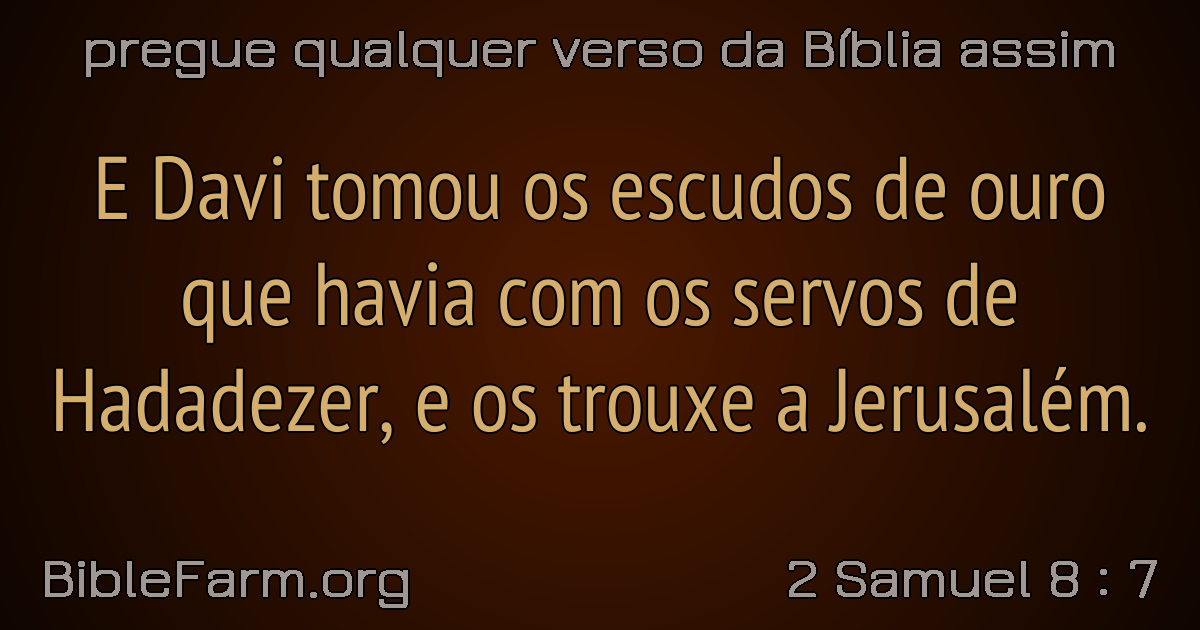 pregue qualquer verso da Bíblia assim
E Davi tomou os escudos de ouro
que havia com os servos de
Hadadezer, e os trouxe a Jerusalém.
BibleFarm.org
2 Samuel 8 : 7